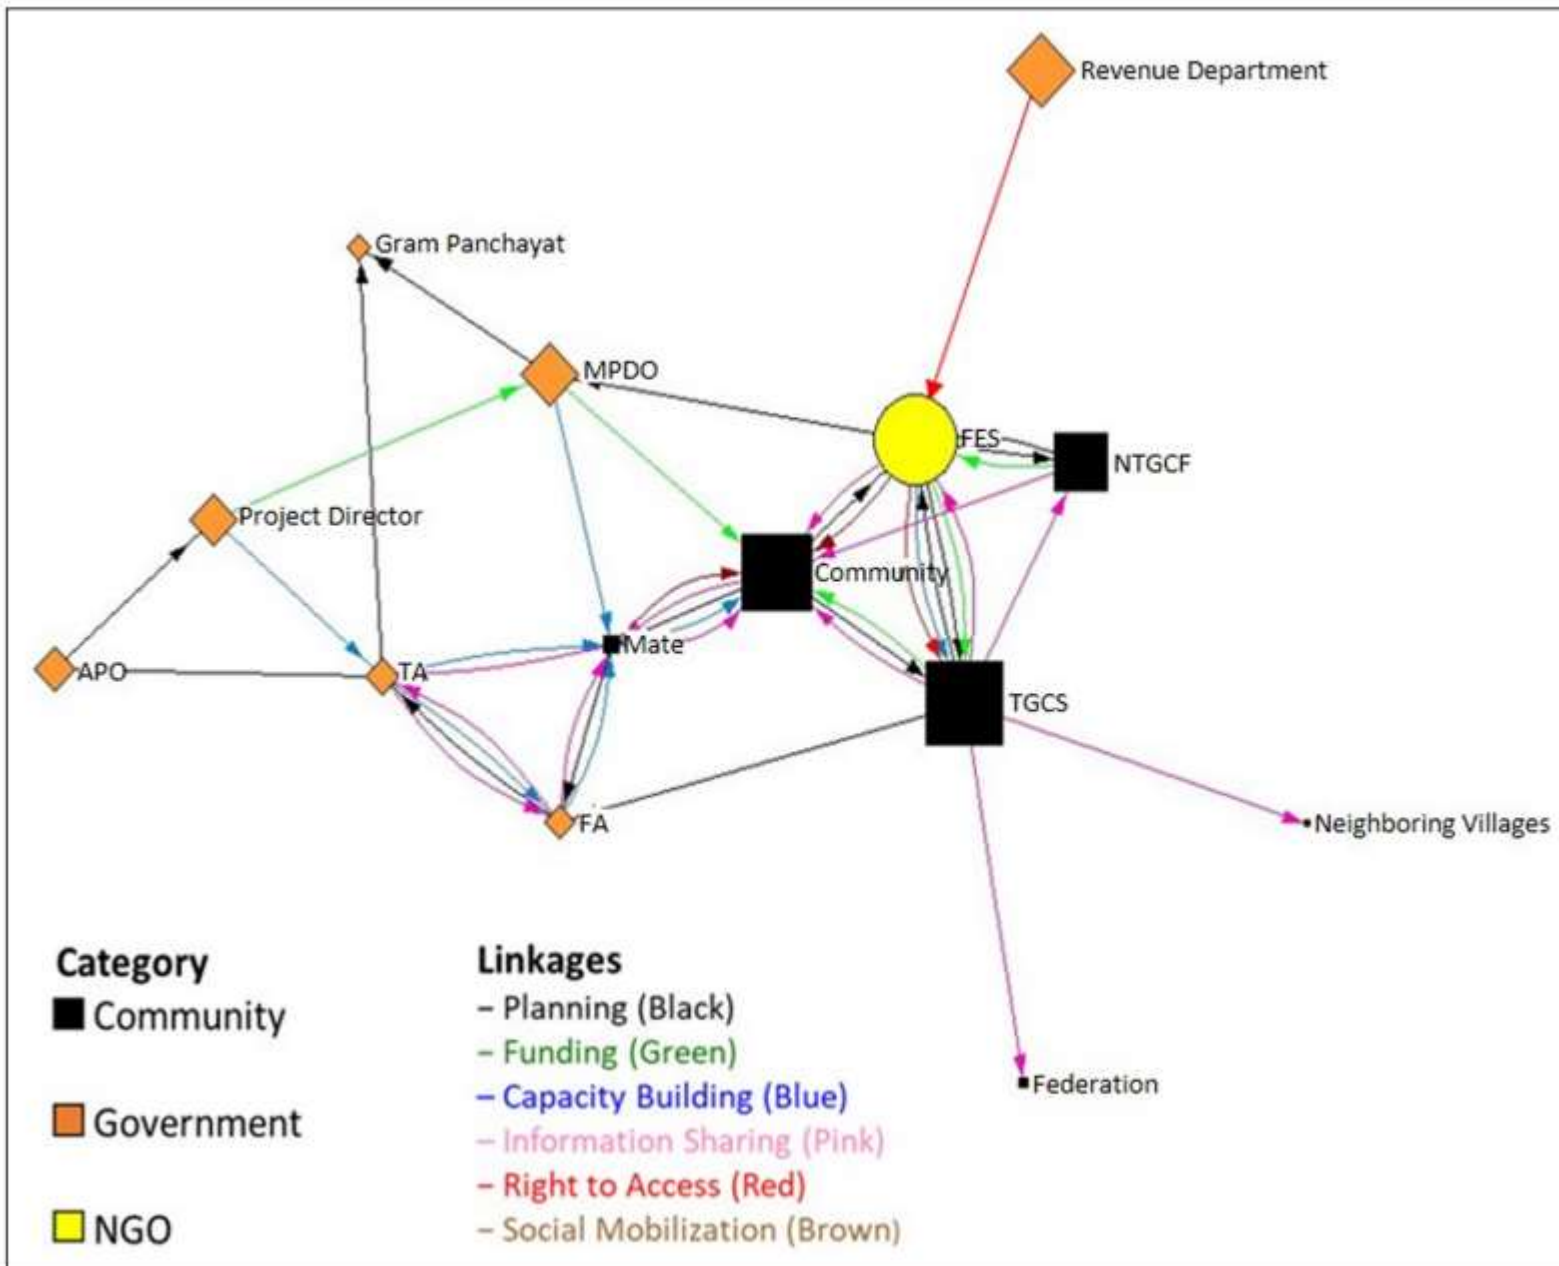 Revenue Department
Gram Panchayat
MPDO
FES
NTGCF
Project Director
Community
Mate
APO
TA
TGCS
FA
Neighboring Villages
Federation
Category
Community
Government
NGO
Linkages
– Planning (Black)
– Funding (Green)
– Capacity Building (Blue)
– Information Sharing (Pink)
– Right to Access (Red)
– Social Mobilization (Brown)